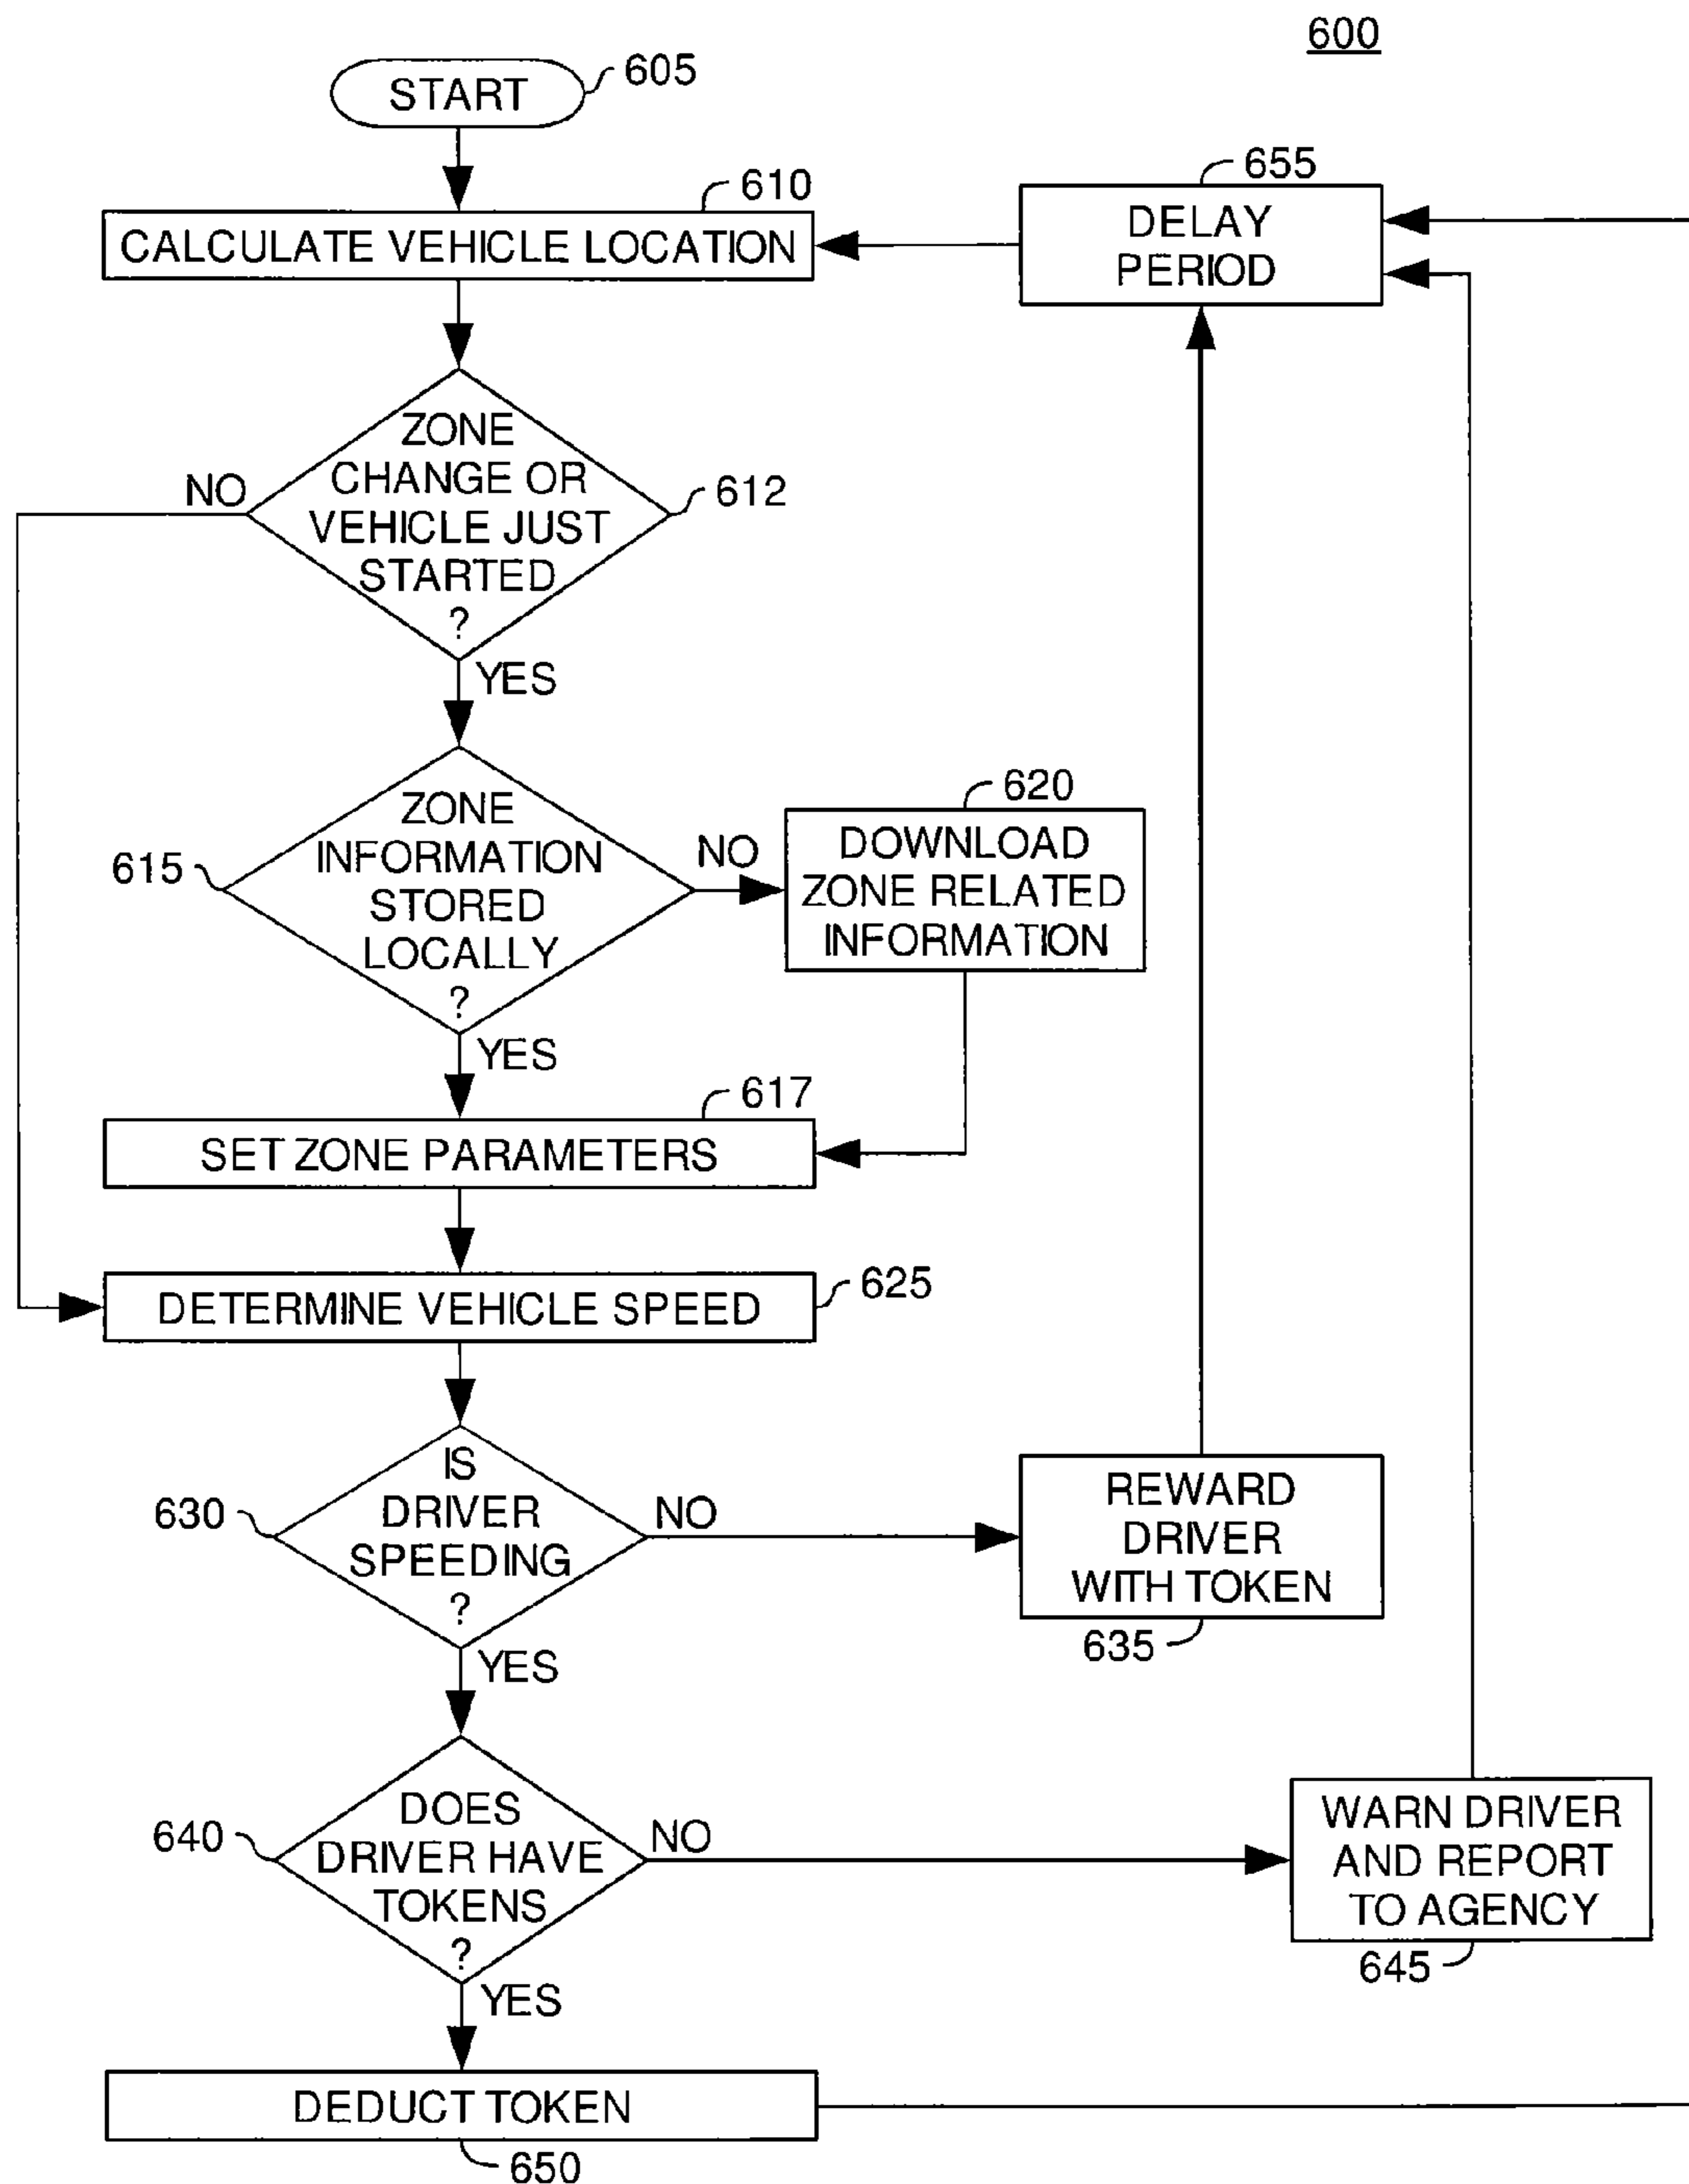 600
START
605
610
CALCULATE VEHICLE LOCATION
655
DELAY
PERIOD
ZONE
CHANGE OR
VEHICLE JUST
STARTED
?
612
NO
YES
ZONE
INFORMATION
STORED
LOCALLY
?
615
NO
YES
620
DOWNLOAD
ZONE RELATED
INFORMATION
617
SET ZONE PARAMETERS
DETERMINE VEHICLE SPEED
625
IS
DRIVER
SPEEDING
?
630
NO
YES
REWARD
DRIVER
WITH TOKEN
635
DOES
DRIVER HAVE
TOKENS
?
640
NO
YES
WARN DRIVER
AND REPORT
TO AGENCY
645
DEDUCT TOKEN
650